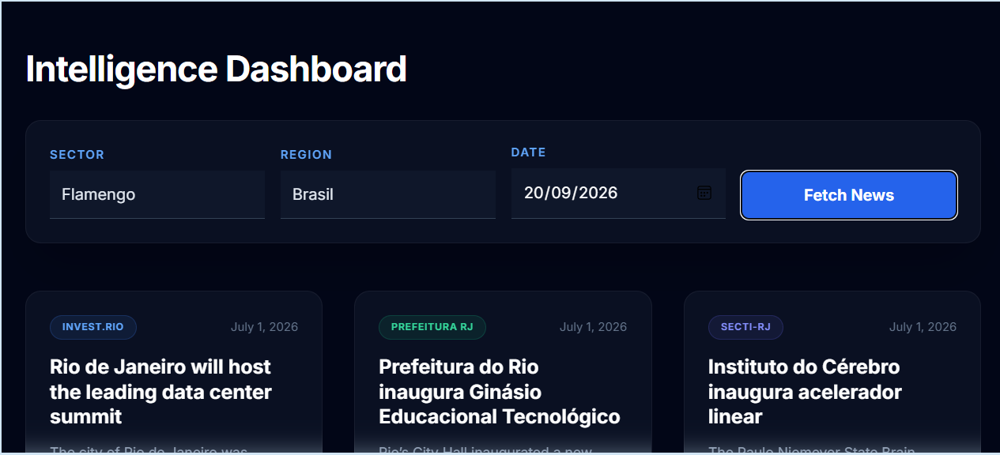 Intelligence Dashboard
SECTOR
REGION
DATE
Flamengo
Brasil
20/09/2026
Fetch News
INVEST.RIO
July 1, 2026
Rio de Janeiro will host
the leading data center
summit
The city of Rio de Janeiro was
PREFEITURA RJ
July 1, 2026
Prefeitura do Rio
inaugura Ginásio
Educacional Tecnológico
Rio's City Hall inaugurated a new
SECTI-RJ
July 1, 2026
Instituto do Cérebro
inaugura acelerador
linear
The Paulo Niemeyer State Brain